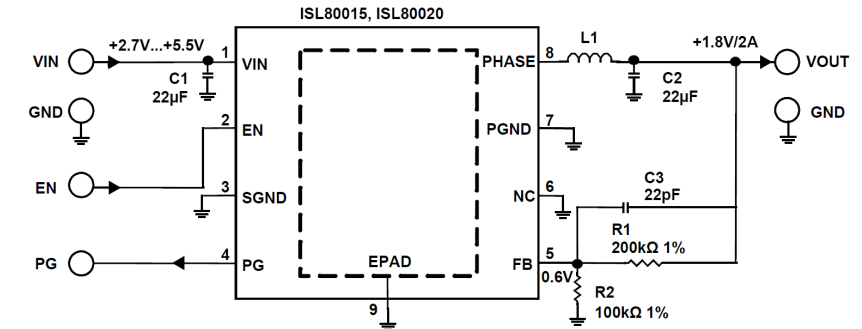 ISL80015, ISL80020
VIN
+2.7V...+5.5V
1
VIN
C1
22µF
GND
2
EN
EN
3
SGND
PG
4
PG
EPAD
9
PHASE
8
L1
+1.8V/2A
VOUT
C2
22µF
GND
PGND
7
NC
6
C3
22pF
R1
200kΩ 1%
FB
5
0.6V
R2
100kΩ 1%